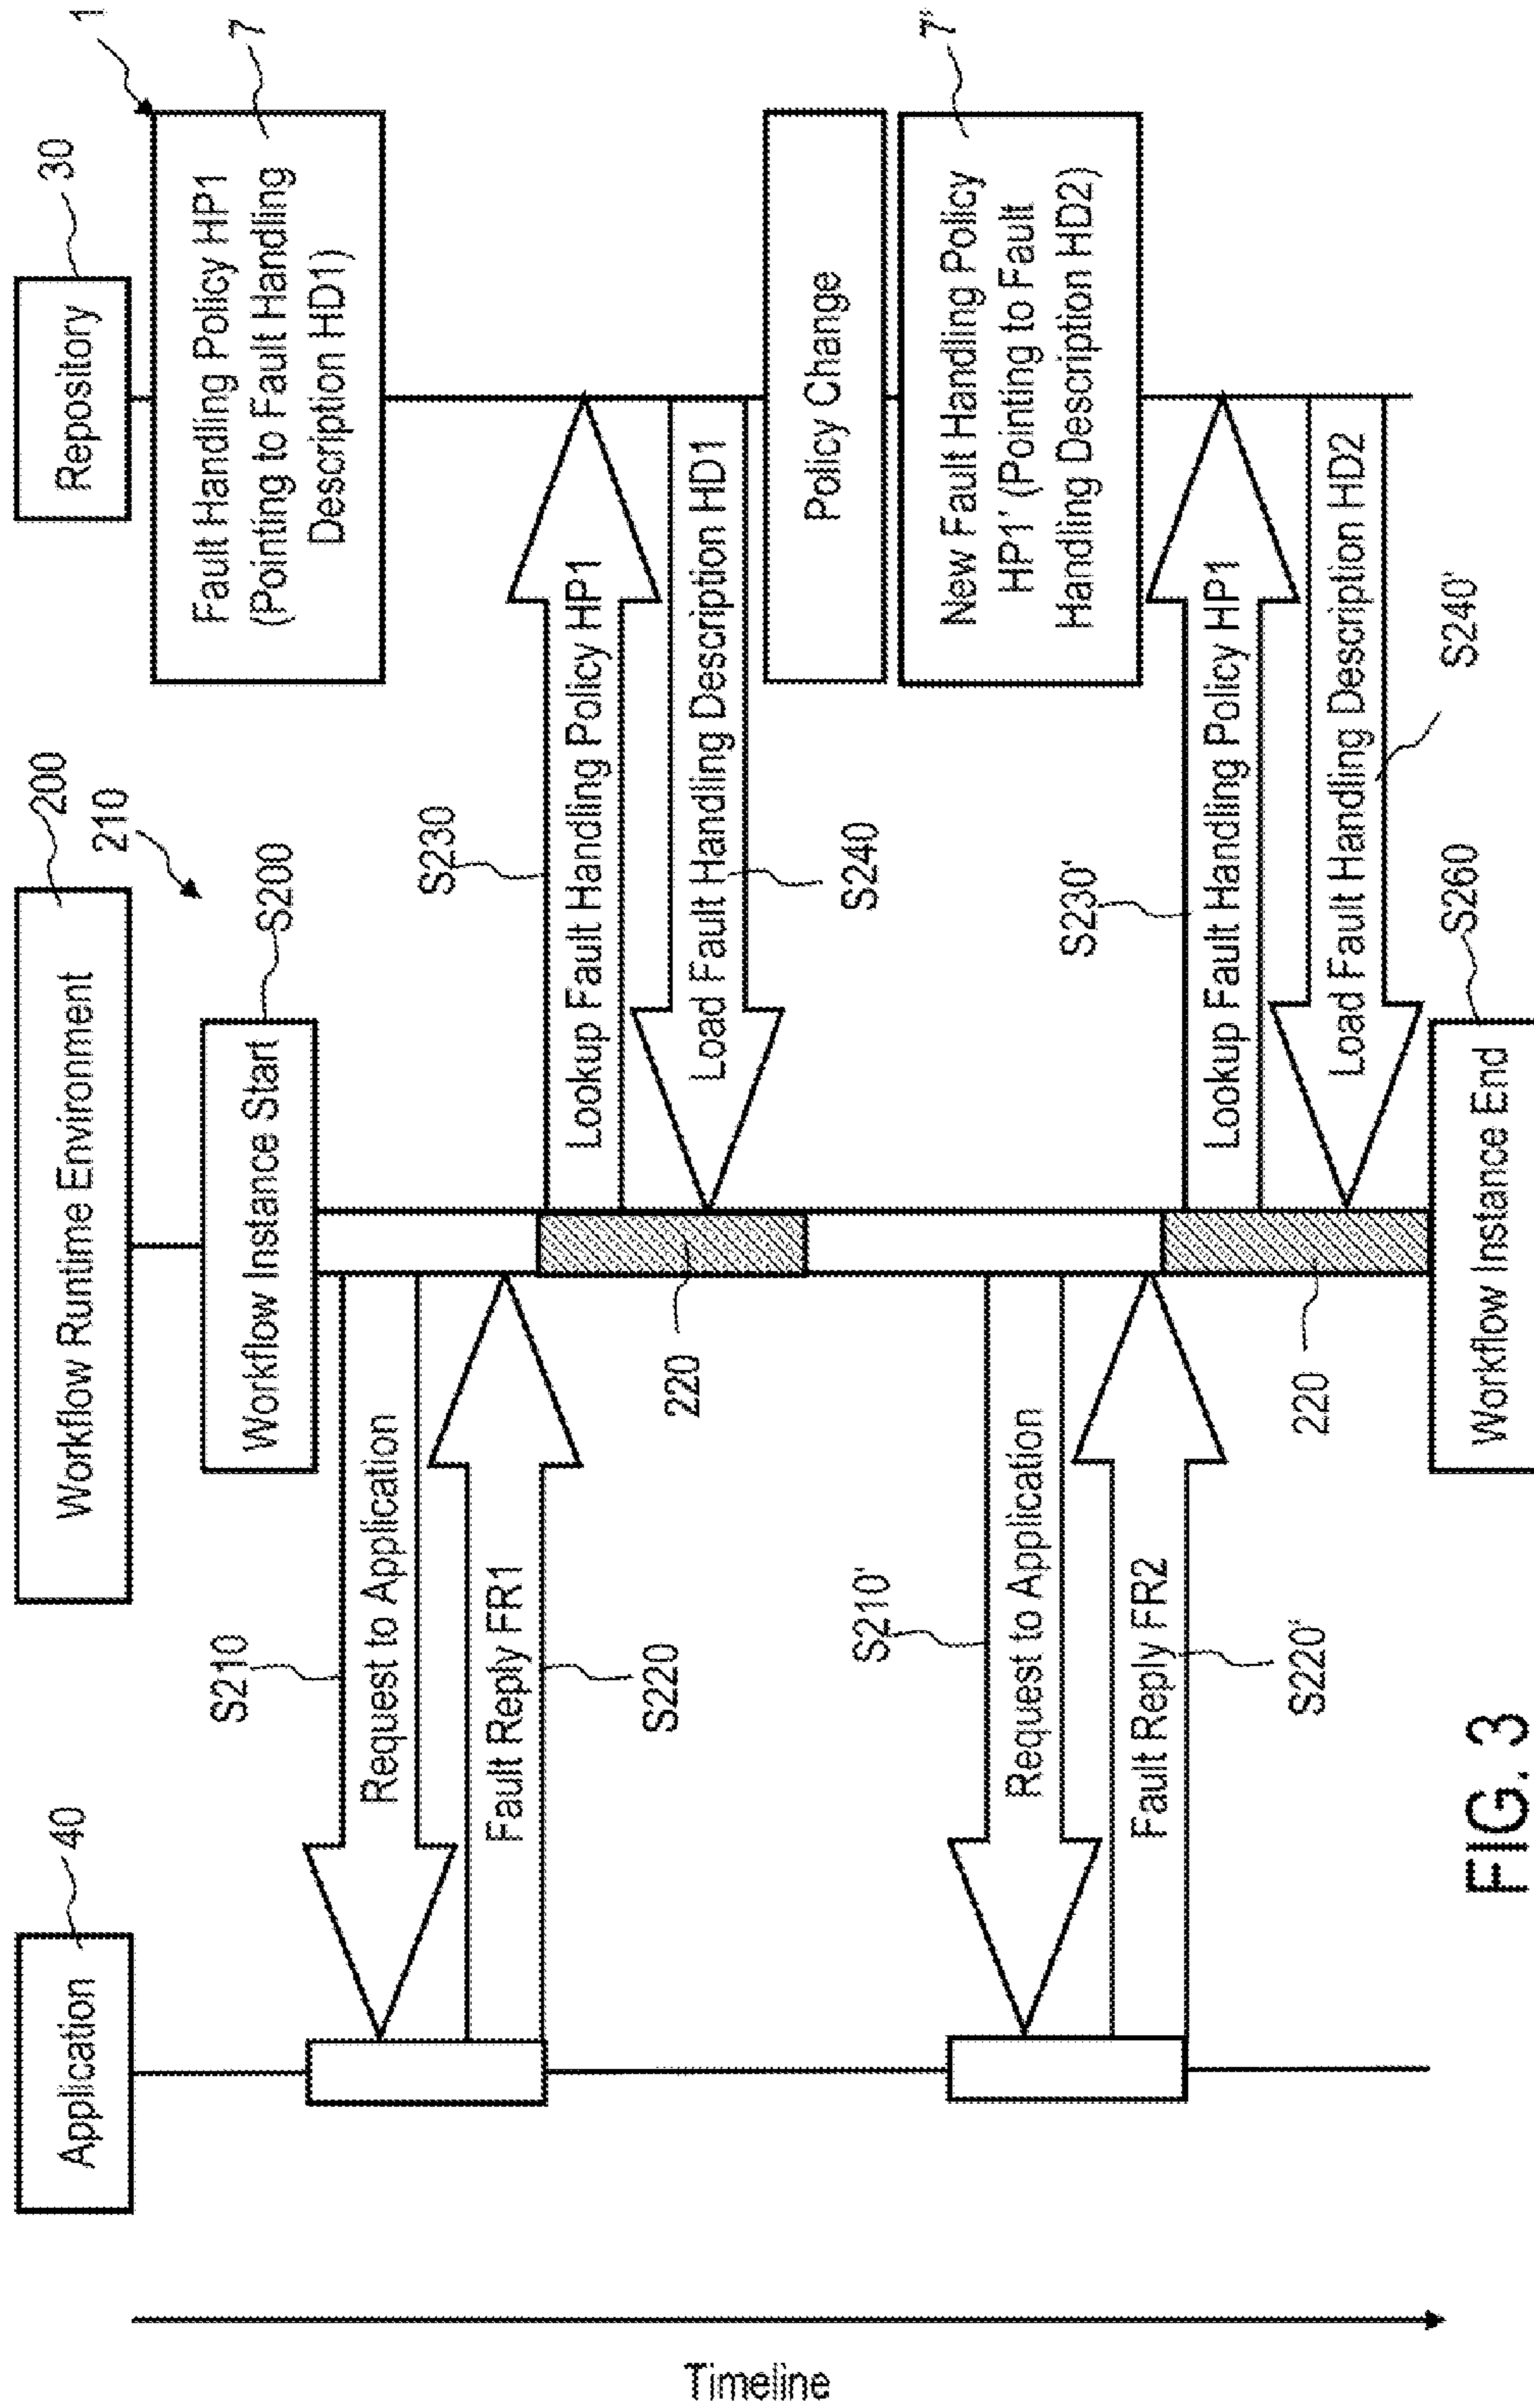 Application
40
Workflow Runtime Environment
200
Repository
30
1
210
Workflow Instance Start
S200
Fault Handling Policy HP1
(Pointing to Fault Handling
Description HD1)
7
S210
Request to Application
Fault Reply FR1
S220
S230
Lookup Fault Handling Policy HP1
Load Fault Handling Description HD1
S240
220
Policy Change
New Fault Handling Policy
HP1' (Pointing to Fault
Handling Description HD2)
7'
S210'
Request to Application
Fault Reply FR2
S220'
S230'
Lookup Fault Handling Policy HP1
Load Fault Handling Description HD2
S240'
220
Workflow Instance End
S260
Timeline
FIG. 3